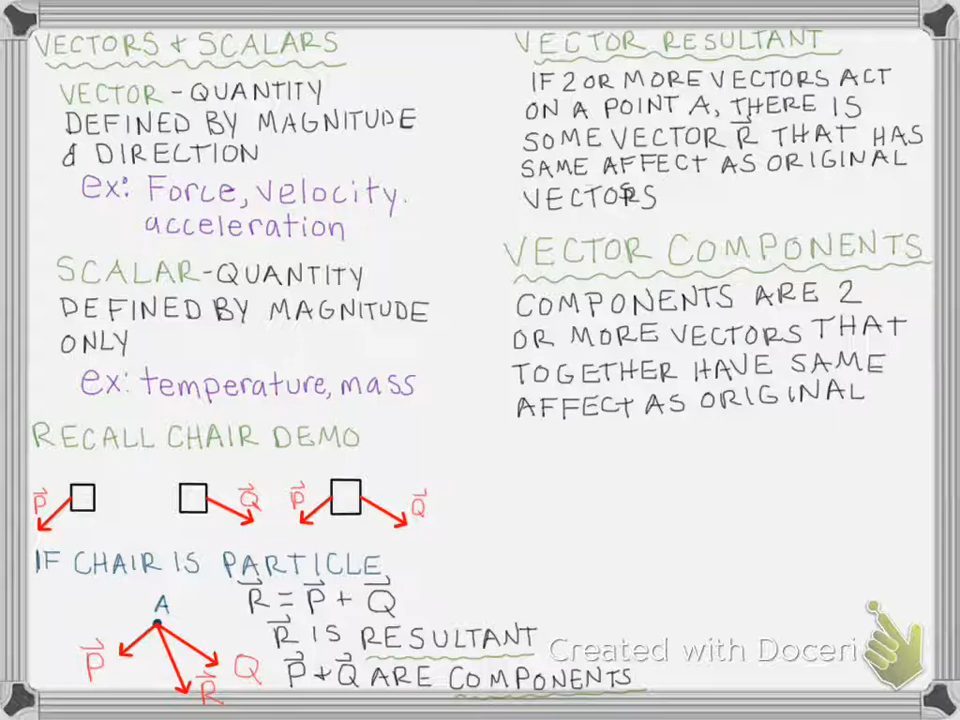 VECTORS & SCALARS
VECTOR - QUANTITY
DEFINED BY MAGNITUDE
& DIRECTION
ex: Force, velocity.
acceleration
SCALAR - QUANTITY
DEFINED BY MAGNITUDE
ONLY
ex: temperature, mass
RECALL CHAIR DEMO
P⃗ Q⃗ P⃗ Q⃗
IF CHAIR IS PARTICLE
A
P⃗ Q R⃗
R⃗ = P⃗ + Q⃗
R⃗ IS RESULTANT
P⃗ + Q⃗ ARE COMPONENTS
VECTOR RESULTANT
IF 2 OR MORE VECTORS ACT
ON A POINT A, THERE IS
SOME VECTOR R⃗ THAT HAS
SAME AFFECT AS ORIGINAL
VECTORS
VECTOR COMPONENTS
COMPONENTS ARE 2
OR MORE VECTORS THAT
TOGETHER HAVE SAME
AFFECT AS ORIGINAL
Created with Doceri